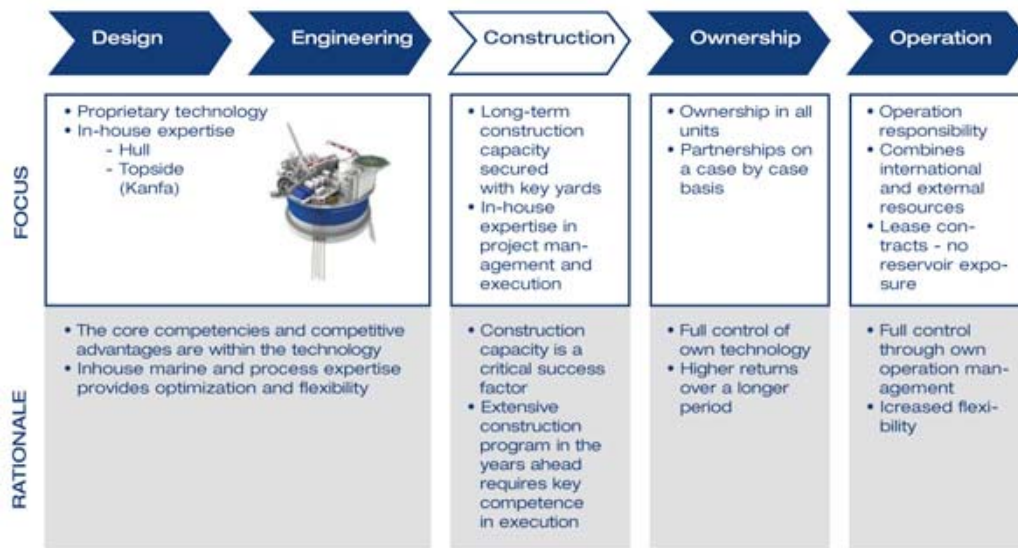 Design
Engineering
Construction
Ownership
Operation
FOCUS
• Proprietary technology
• In-house expertise
- Hull
- Topside
(Kanfa)
• Long-term
construction
capacity
secured
with key yards
• In-house
expertise in
project man-
agement and
execution
• Ownership in all
units
• Partnerships on
a case by case
basis
• Operation
responsibility
• Combines
international
and external
resources
• Lease con-
tracts - no
reservoir expo-
sure
RATIONALE
• The core competencies and competitive
advantages are within the technology
• Inhouse marine and process expertise
provides optimization and flexibility
• Construction
capacity is a
critical success
factor
• Extensive
construction
program in the
years ahead
requires key
competence
in execution
• Full control of
own technology
• Higher returns
over a longer
period
• Full control
through own
operation man-
agement
• Icreased flexi-
bility